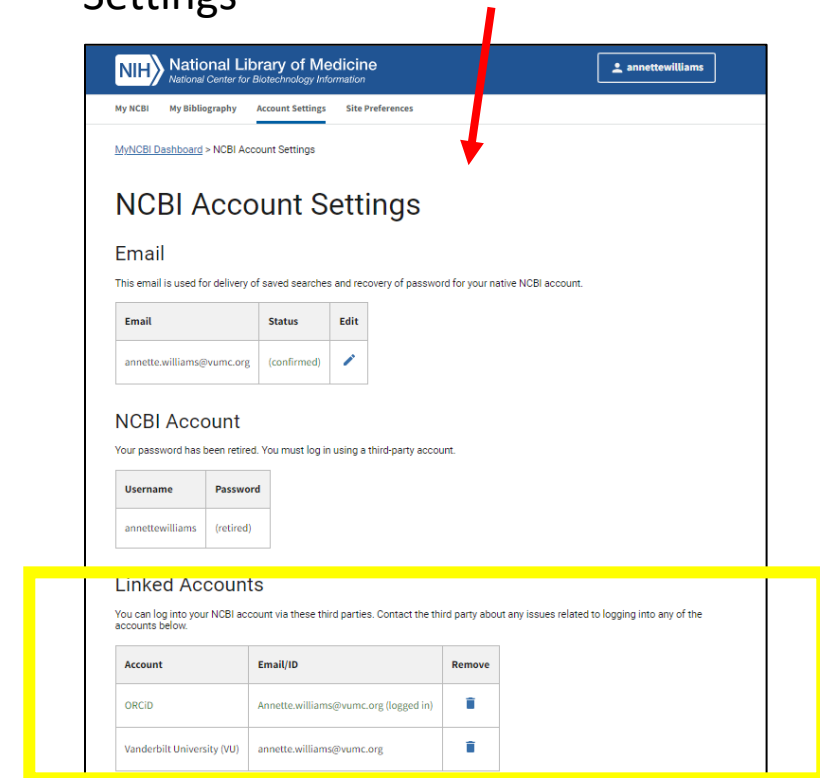 Settings
NIH National Library of Medicine
National Center for Biotechnology Information
annettewilliams
My NCBI My Bibliography Account Settings Site Preferences
MyNCBI Dashboard > NCBI Account Settings
NCBI Account Settings
Email
This email is used for delivery of saved searches and recovery of password for your native NCBI account.
Email Status Edit
annette.williams@vumc.org (confirmed)
NCBI Account
Your password has been retired. You must log in using a third-party account.
Username Password
annettewilliams (retired)
Linked Accounts
You can log into your NCBI account via these third parties. Contact the third party about any issues related to logging into any of the
accounts below.
Account Email/ID Remove
ORCiD Annette.williams@vumc.org (logged in)
Vanderbilt University (VU) annette.williams@vumc.org